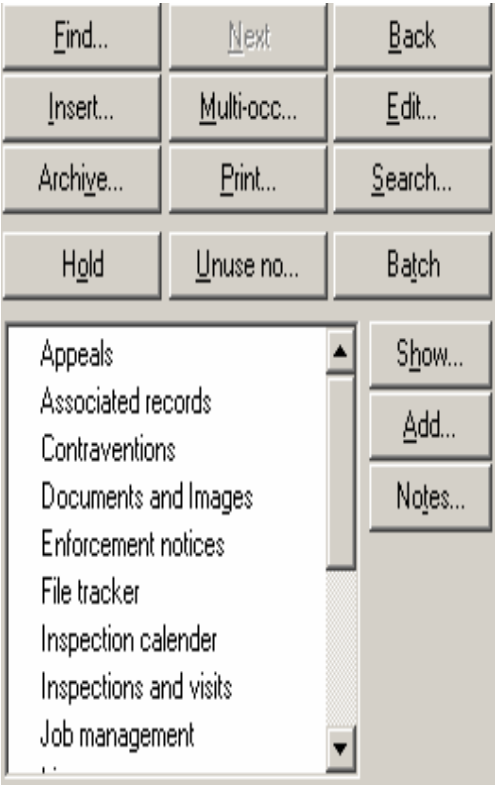 Find... Next Back
Insert... Multi-occ... Edit...
Archive... Print... Search...
Hold Unuse no... Batch
Appeals
Associated records
Contraventions
Documents and Images
Enforcement notices
File tracker
Inspection calender
Inspections and visits
Job management
Show...
Add...
Notes...